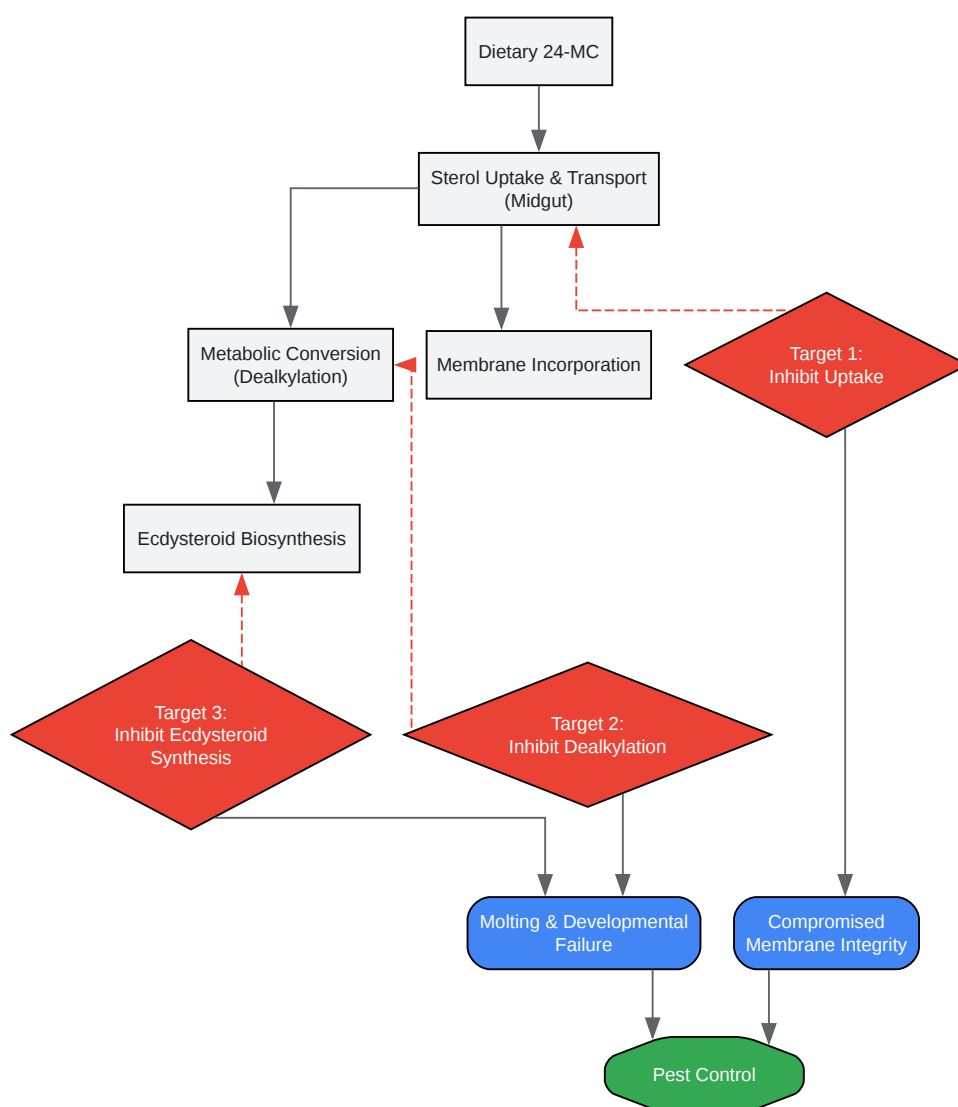 Dietary 24-MC
Sterol Uptake & Transport
(Midgut)
Metabolic Conversion
(Dealkylation)
Membrane Incorporation
Target 1:
Inhibit Uptake
Ecdysteroid Biosynthesis
Target 3:
Inhibit Ecdysteroid
Synthesis
Target 2:
Inhibit Dealkylation
Molting & Developmental
Failure
Compromised
Membrane Integrity
Pest Control